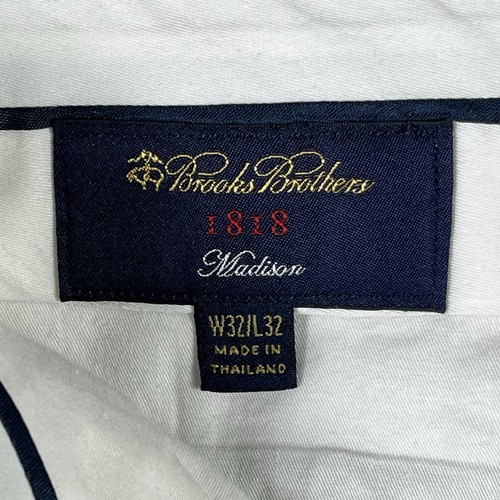 Brooks Brothers
1818
Madison
W32/L32
MADE IN
THAILAND